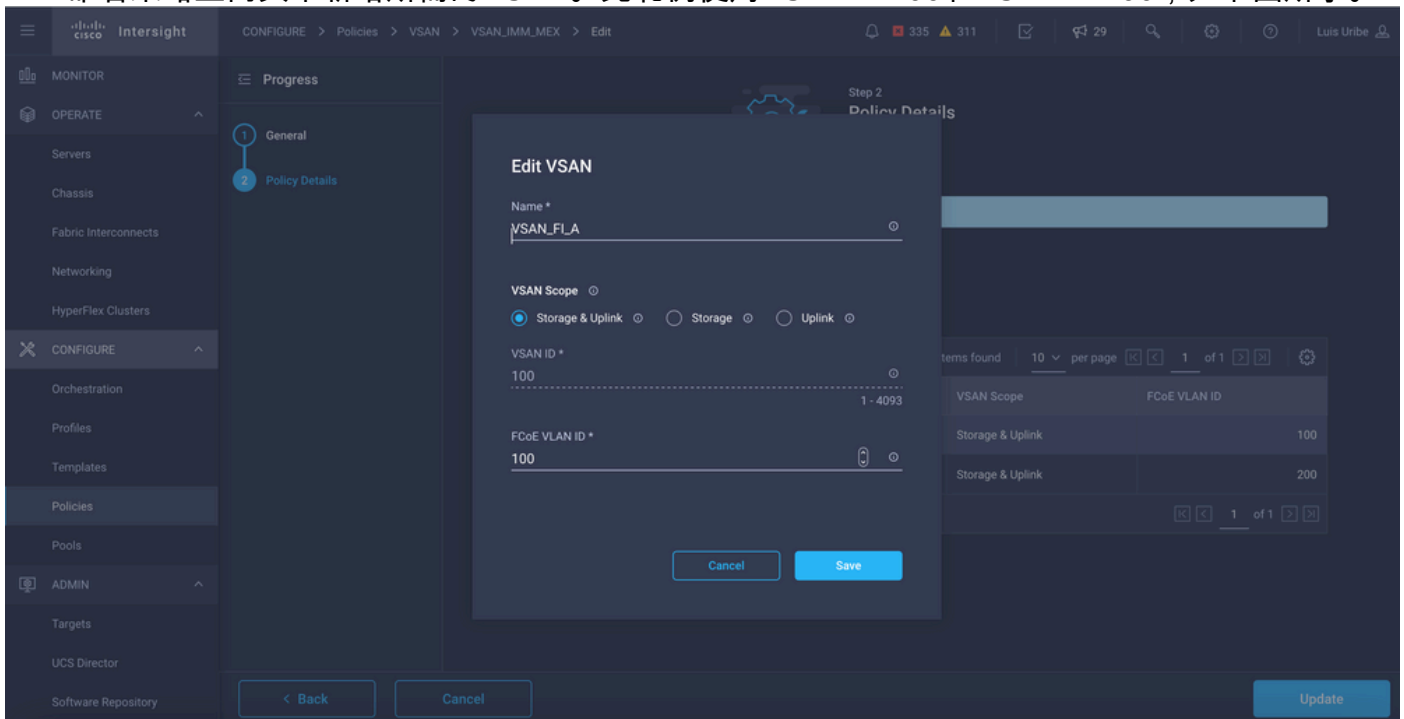 cisco Intersight
CONFIGURE > Policies > VSAN > VSAN_IMM_MEX > Edit
335 311
29
Luis Uribe
MONITOR
OPERATE
Servers
Chassis
Fabric Interconnects
Networking
HyperFlex Clusters
CONFIGURE
Orchestration
Profiles
Templates
Policies
Pools
ADMIN
Targets
UCS Director
Software Repository
Progress
1 General
2 Policy Details
Step 2
Policy Details
Edit VSAN
Name *
VSAN_FI_A
VSAN Scope
Storage & Uplink Storage Uplink
VSAN ID *
100
1 - 4093
FCoE VLAN ID *
100
Cancel Save
items found 10 per page 1 of 1
VSAN Scope FCoE VLAN ID
Storage & Uplink 100
Storage & Uplink 200
1 of 1
< Back Cancel Update